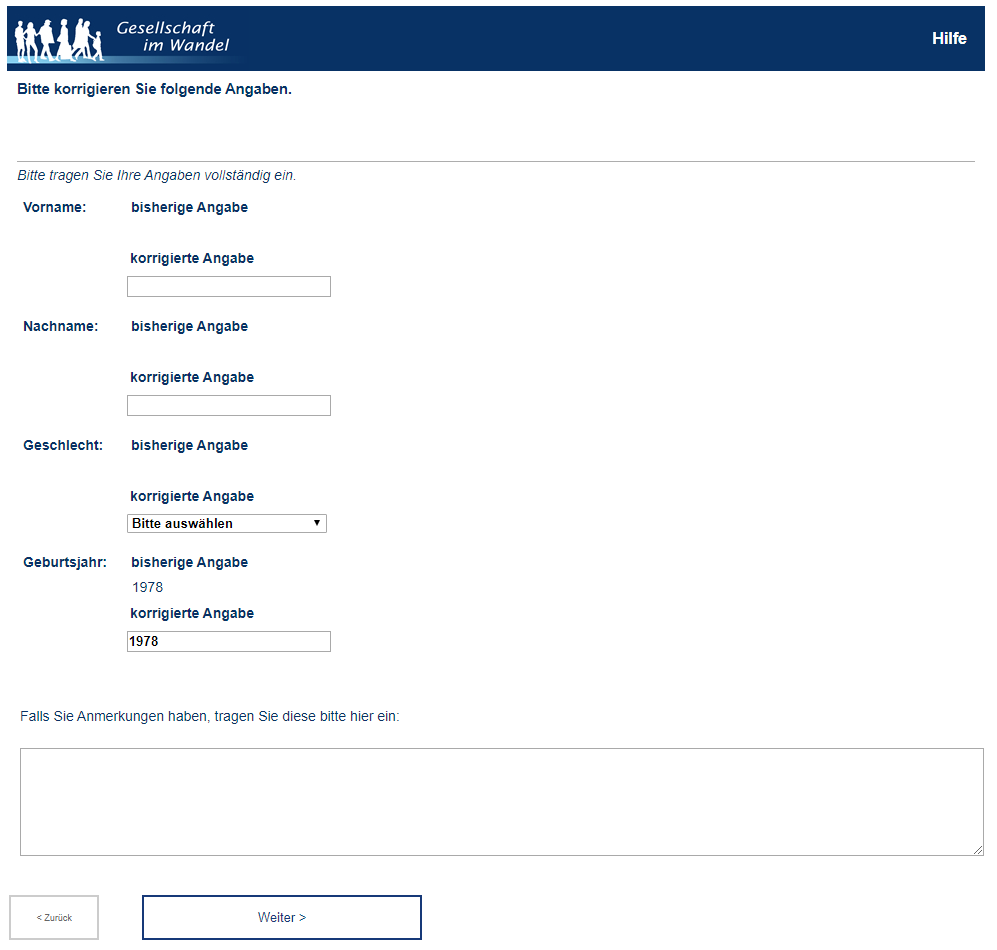 Gesellschaft
im Wandel
Hilfe
Bitte korrigieren Sie folgende Angaben.
Bitte tragen Sie Ihre Angaben vollständig ein.
Vorname: bisherige Angabe
korrigierte Angabe
Nachname: bisherige Angabe
korrigierte Angabe
Geschlecht: bisherige Angabe
korrigierte Angabe
Bitte auswählen
Geburtsjahr: bisherige Angabe
1978
korrigierte Angabe
1978
Falls Sie Anmerkungen haben, tragen Sie diese bitte hier ein:
< Zurück Weiter >